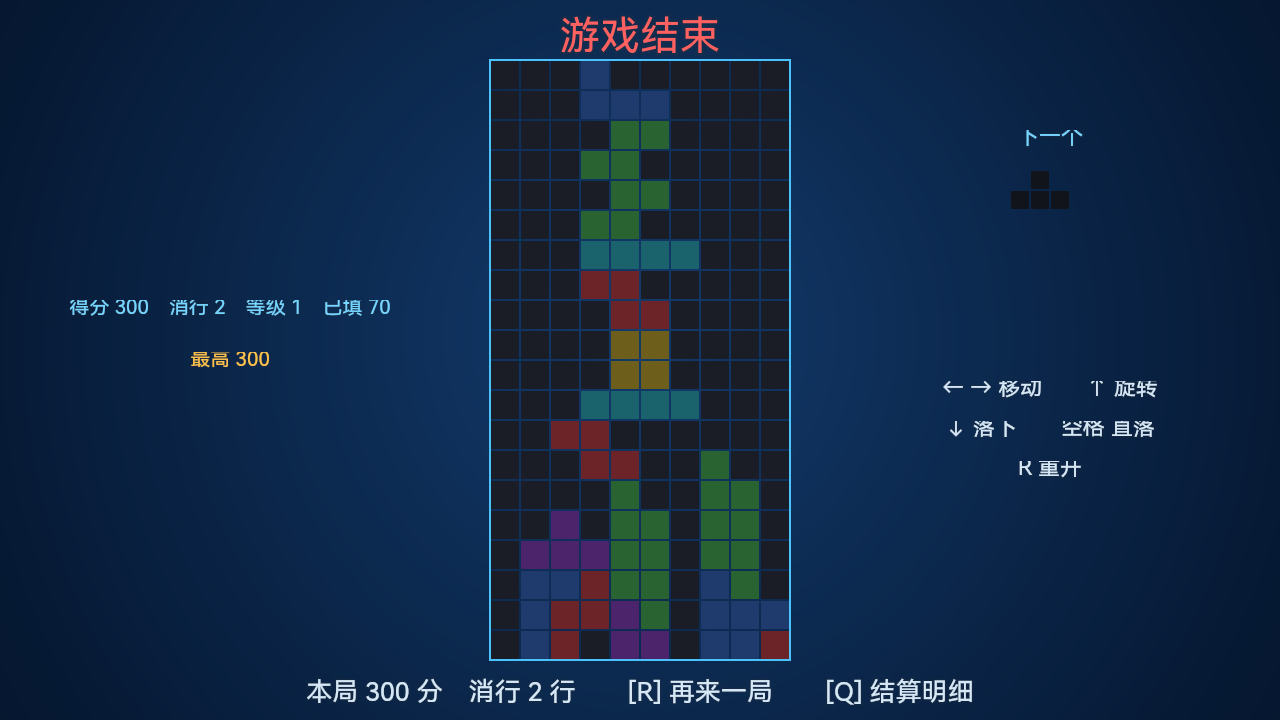 游戏结束
下一个
得分 300 消行 2 等级 1 已填 70
最高 300
← → 移动 ↑ 旋转
↓ 落下 空格 直落
R 重开
本局 300 分 消行 2 行 [R] 再来一局 [Q] 结算明细